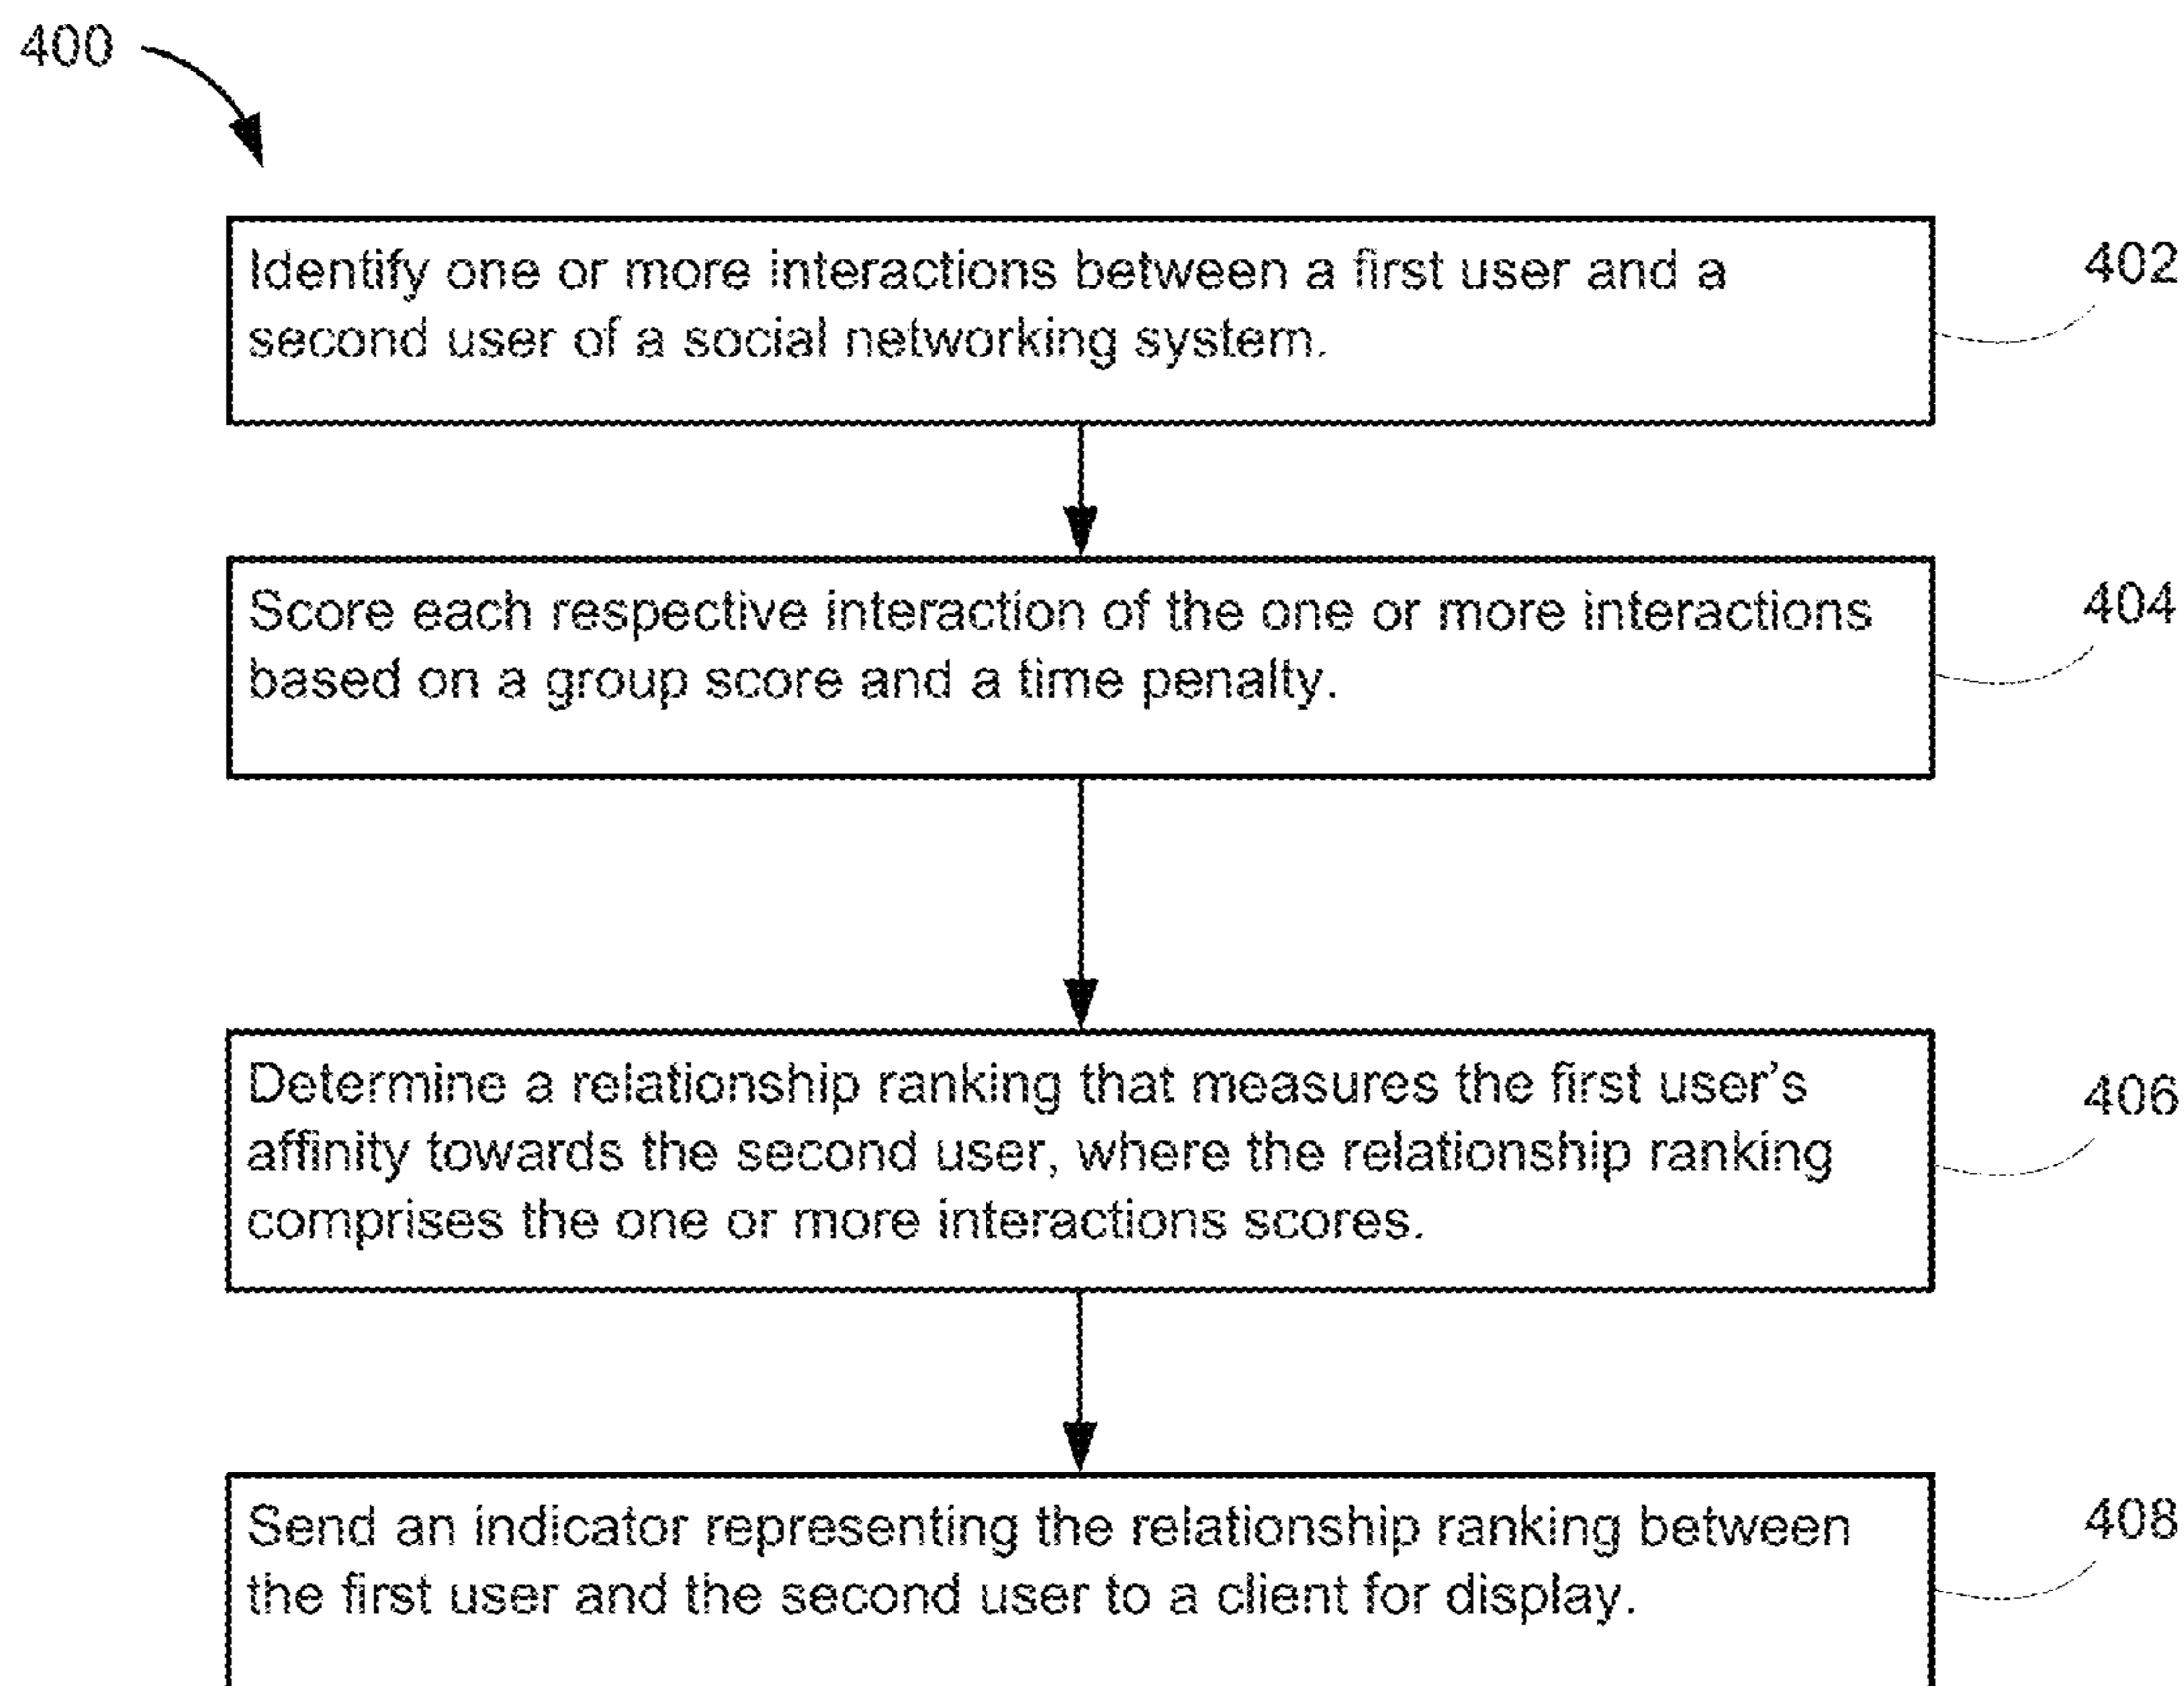 400
Identify one or more interactions between a first user and a
second user of a social networking system.
402
Score each respective interaction of the one or more interactions
based on a group score and a time penalty.
404
Determine a relationship ranking that measures the first user's
affinity towards the second user, where the relationship ranking
comprises the one or more interactions scores.
406
Send an indicator representing the relationship ranking between
the first user and the second user to a client for display.
408